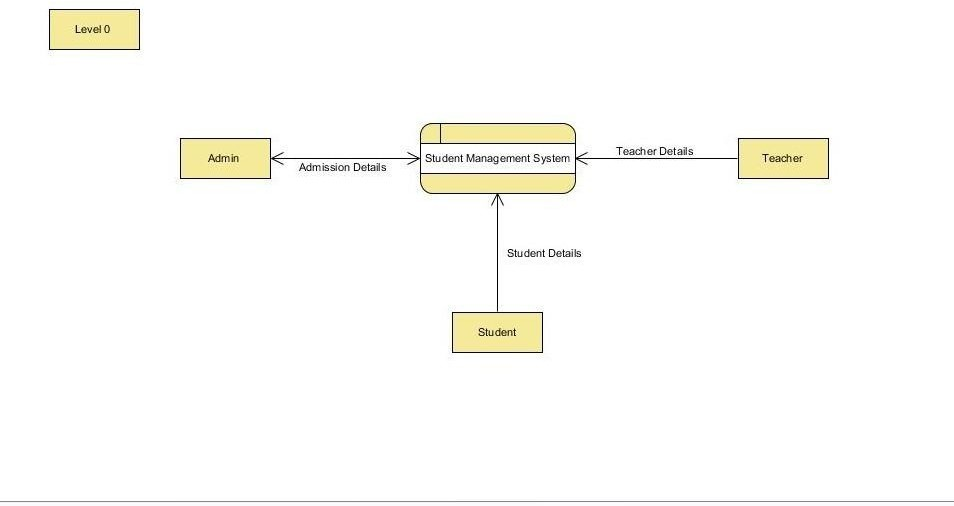 Level 0
Admin
Admission Details
Student Management System
Teacher Details
Teacher
Student Details
Student